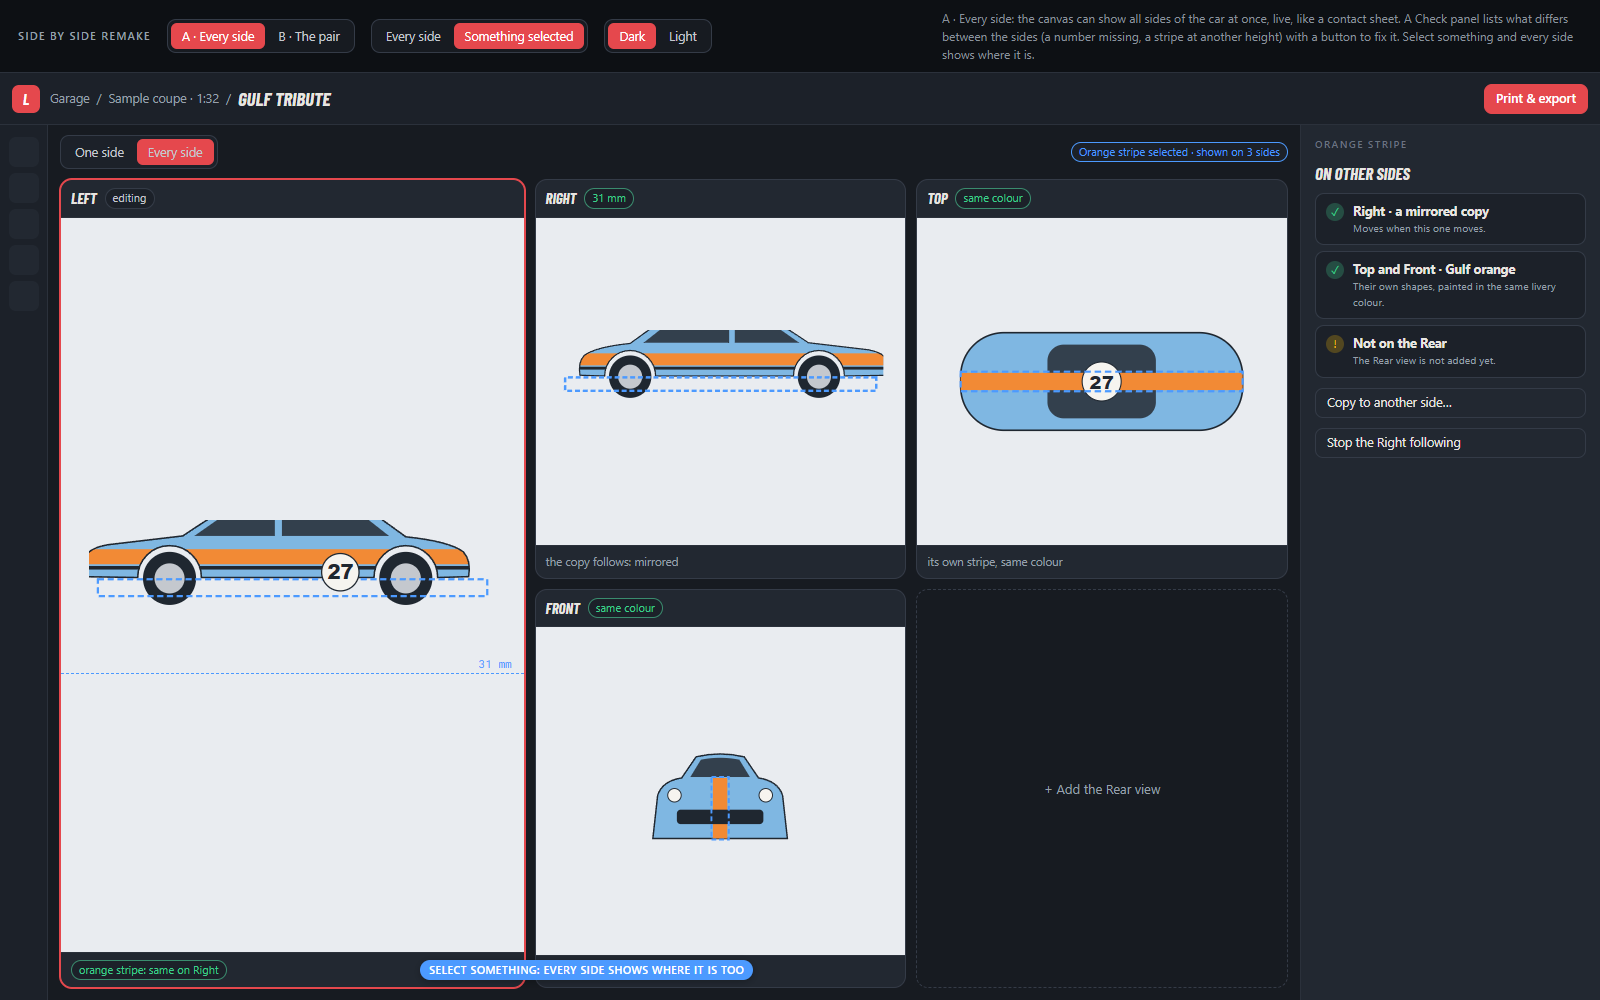 SIDE BY SIDE REMAKE
A · Every side
B · The pair
Every side
Something selected
Dark
Light
A · Every side: the canvas can show all sides of the car at once, live, like a contact sheet. A Check panel lists what differs
between the sides (a number missing, a stripe at another height) with a button to fix it. Select something and every side
shows where it is.
L
Garage / Sample coupe · 1:32 / GULF TRIBUTE
Print & export
One side
Every side
Orange stripe selected · shown on 3 sides
LEFT
editing
27
31 mm
orange stripe: same on Right
RIGHT
31 mm
the copy follows: mirrored
TOP
same colour
27
its own stripe, same colour
FRONT
same colour
+ Add the Rear view
SELECT SOMETHING: EVERY SIDE SHOWS WHERE IT IS TOO
ORANGE STRIPE
ON OTHER SIDES
✓
Right · a mirrored copy
Moves when this one moves.
✓
Top and Front · Gulf orange
Their own shapes, painted in the same livery
colour.
!
Not on the Rear
The Rear view is not added yet.
Copy to another side...
Stop the Right following